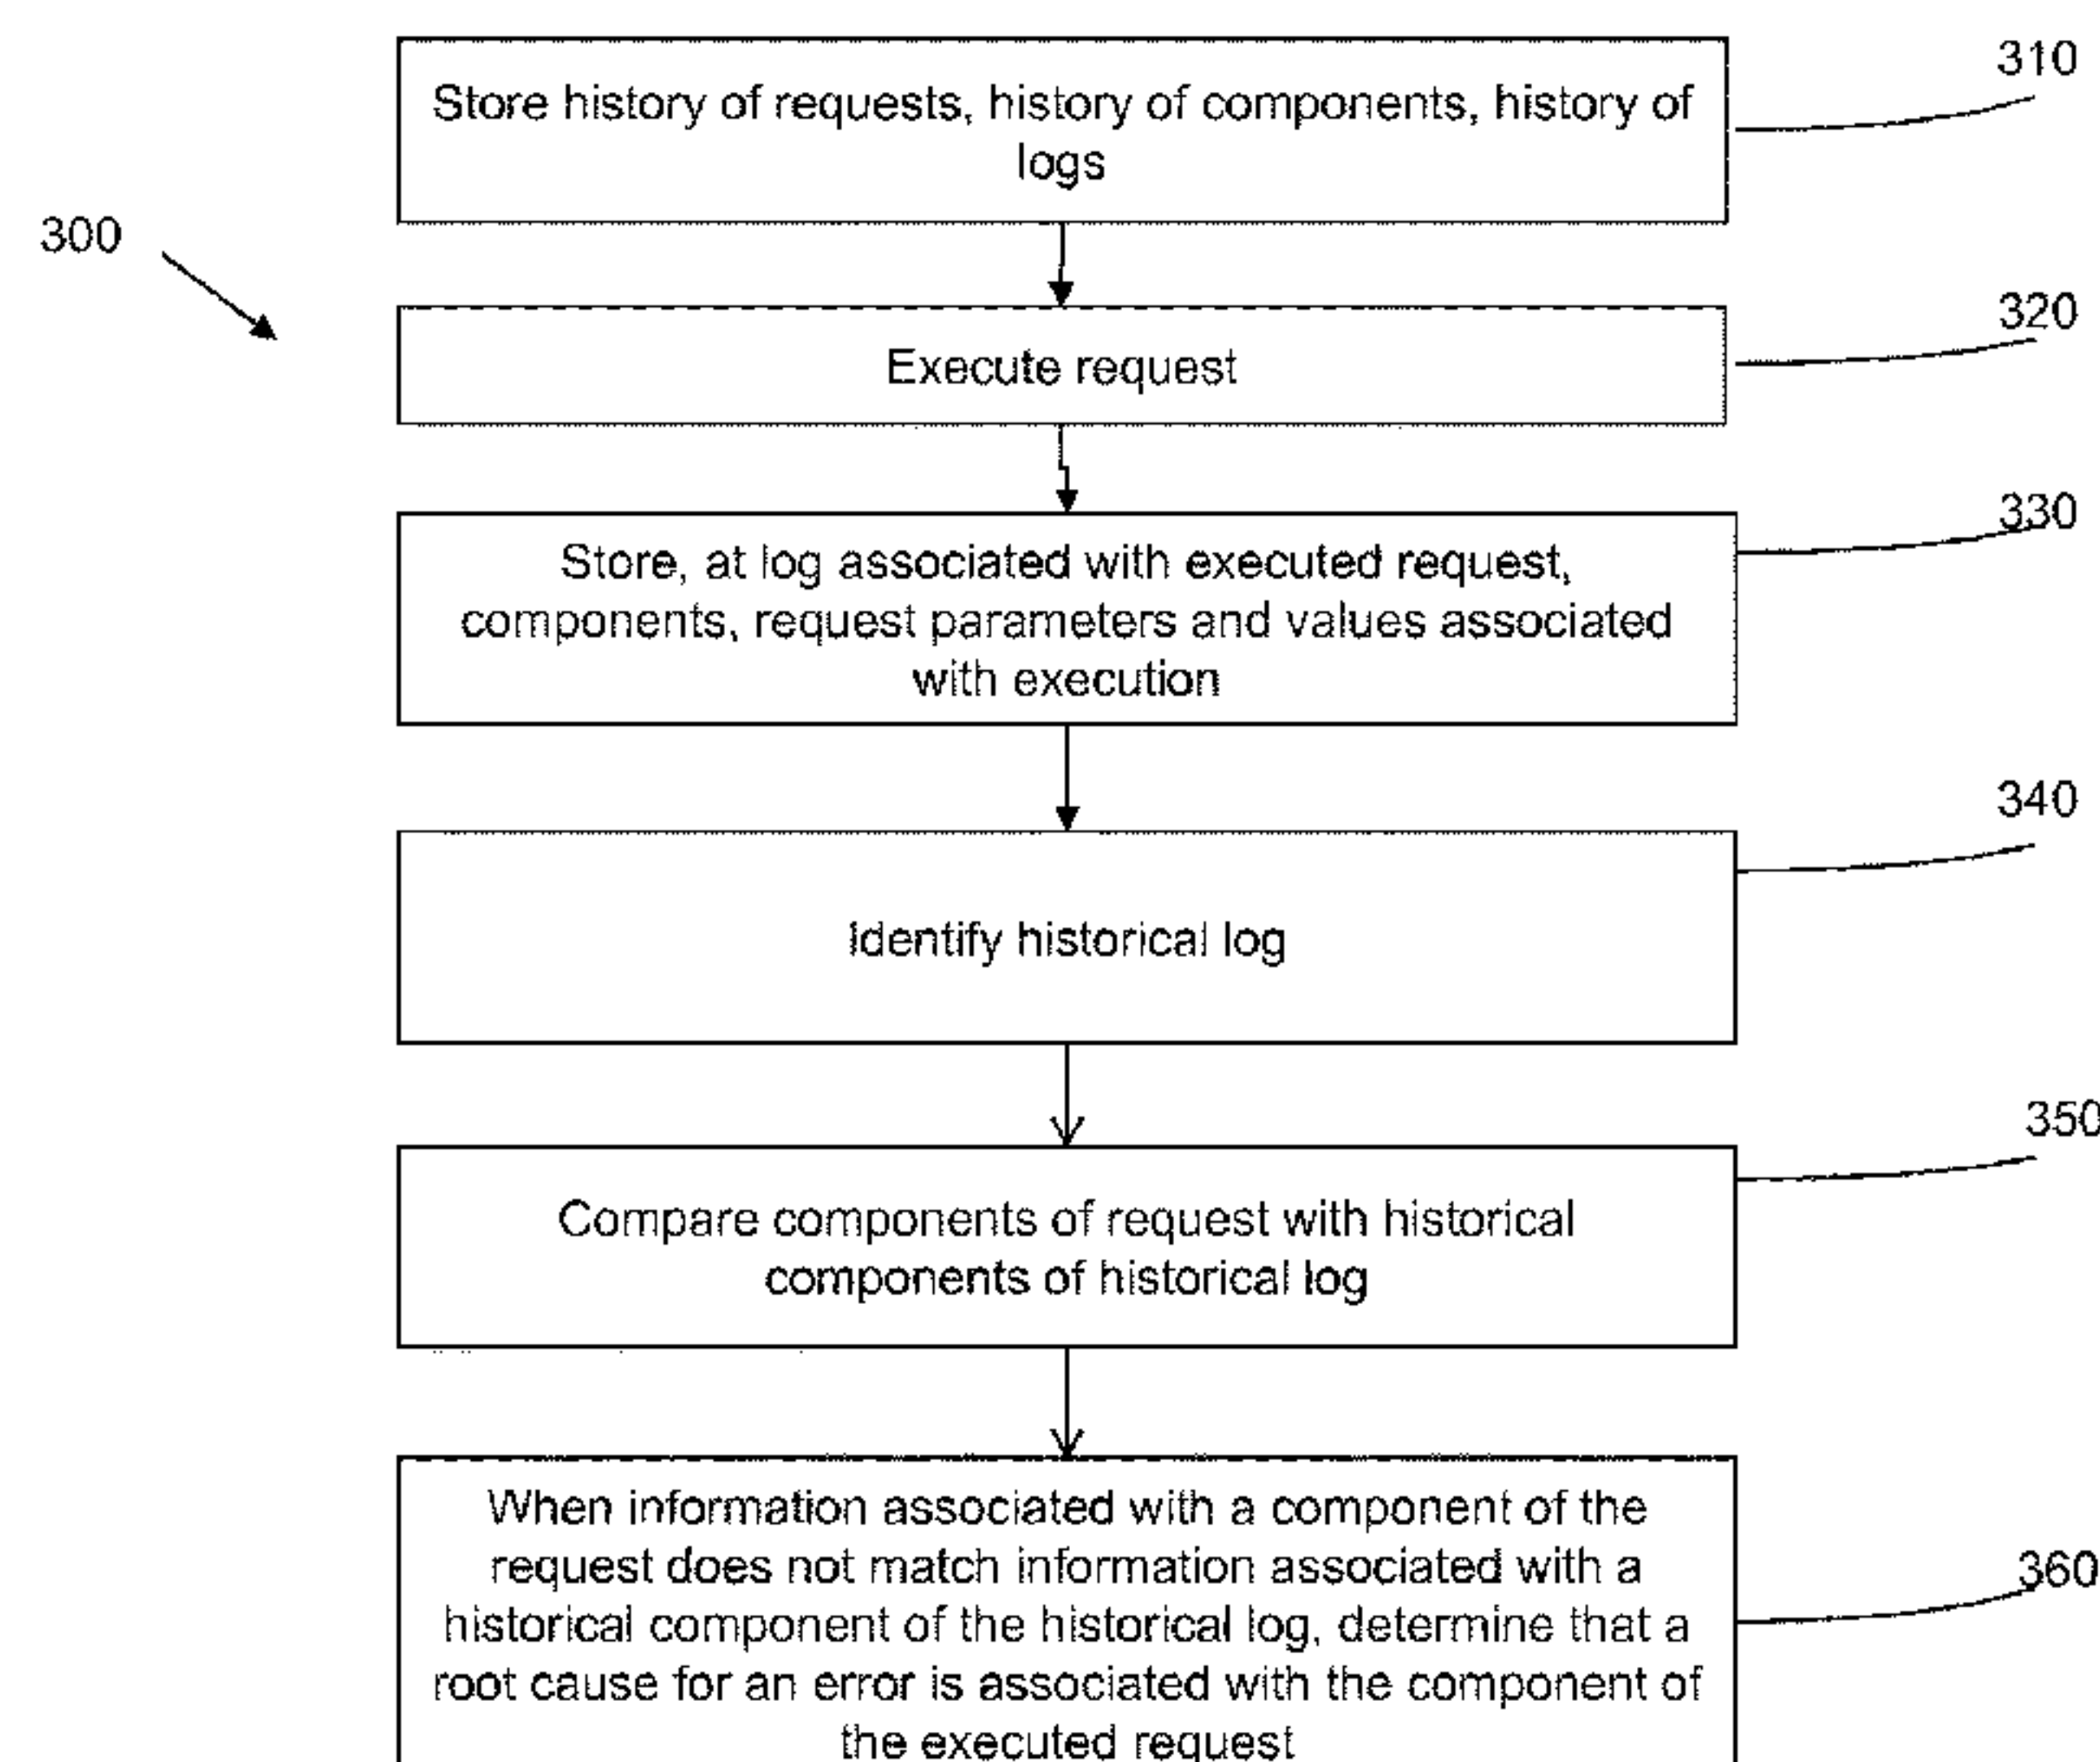 310
Store history of requests, history of components, history of
logs
300
320
Execute request
330
Store, at log associated with executed request,
components, request parameters and values associated
with execution
340
Identify historical log
350
Compare components of request with historical
components of historical log
360
When information associated with a component of the
request does not match information associated with a
historical component of the historical log, determine that a
root cause for an error is associated with the component of
the executed request